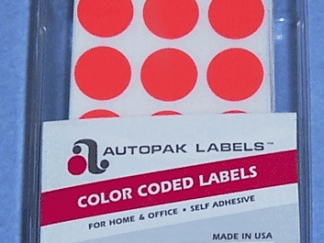 AUTOPAK LABELS™
COLOR CODED LABELS
FOR HOME & OFFICE • SELF ADHESIVE
MADE IN USA